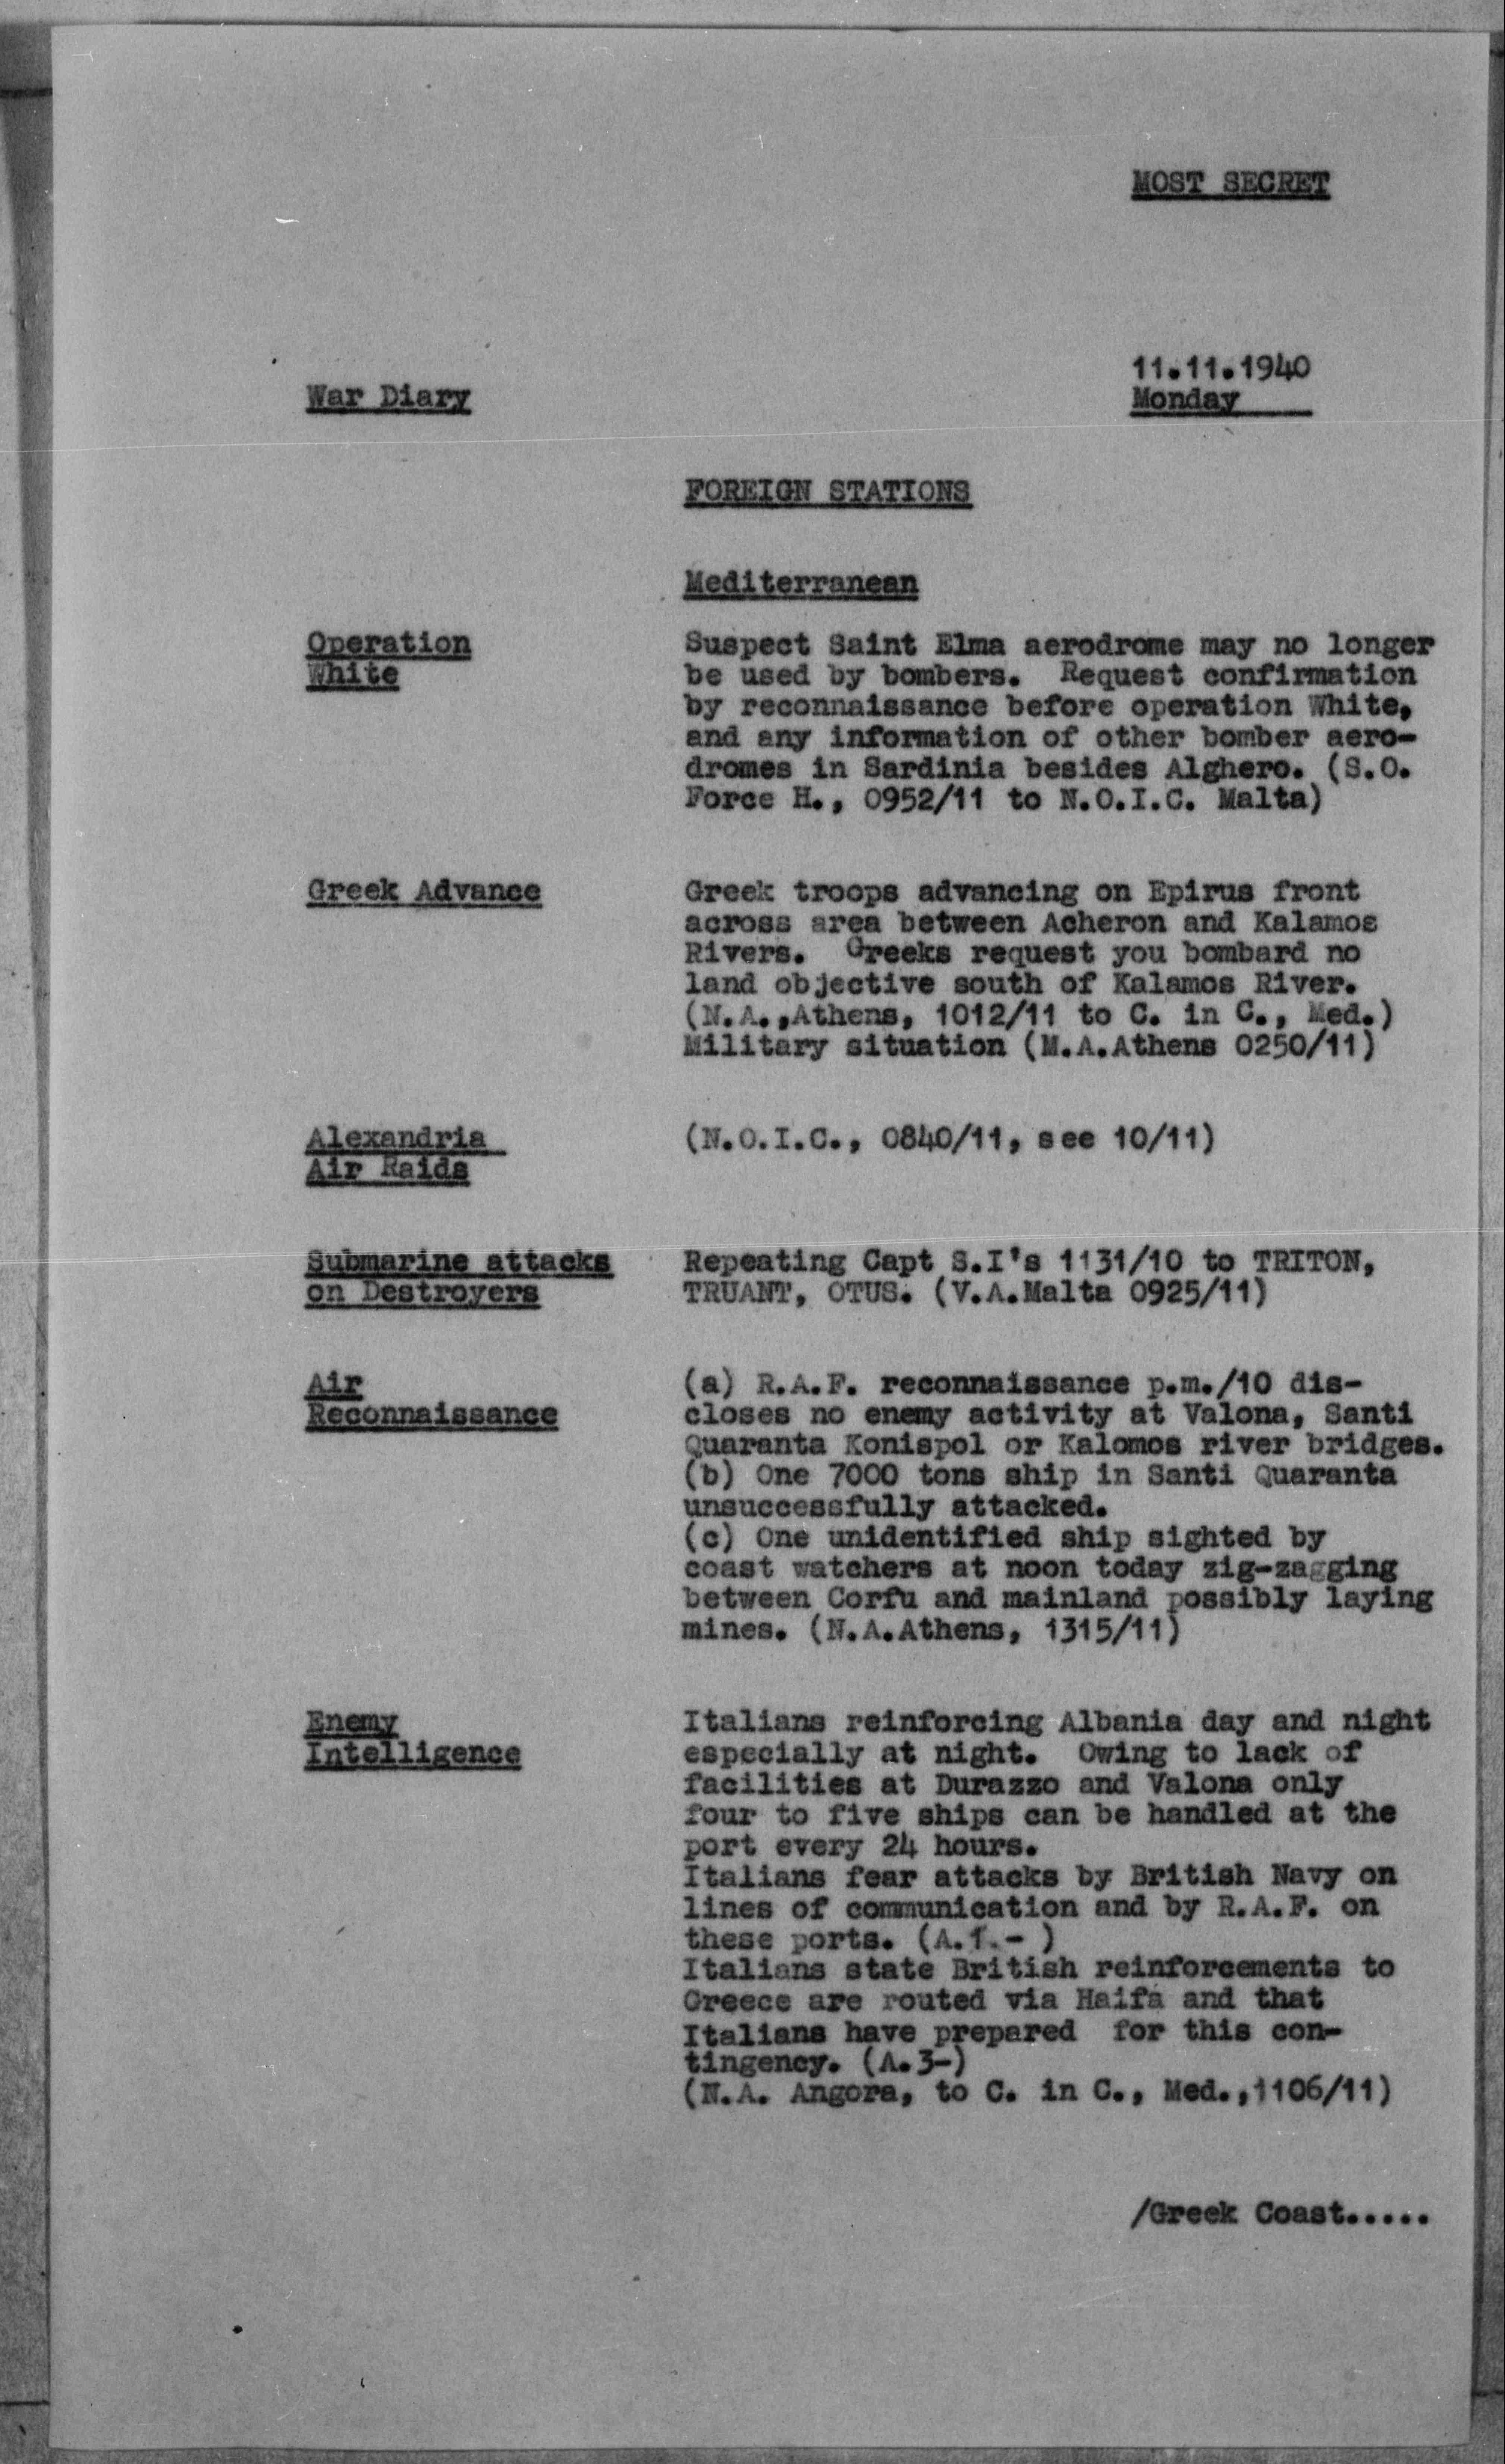 MOST SECRET
11.11.1940
War Diary
Monday
FOREIGN STATIONS
Mediterranean
Operation
White
Suspect Saint Elma aerodrome may no longer
be used by bombers. Request confirmation
by reconnaissance before operation White,
and any information of other bomber aero-
dromes in Sardinia besides Alghero. (S.O.
Force H., 0952/11 to N.O.I.C. Malta)
Greek Advance
Greek troops advancing on Epirus front
across area between Acheron and Kalamos
Rivers. Greeks request you bombard no
land objective south of Kalamos River.
(N.A.,Athens, 1012/11 to C. in C., Med.)
Military situation (M.A.Athens 0250/11)
Alexandria
Air Raids
(N.O.I.C., 0840/11, see 10/11)
Submarine attacks
on Destroyers
Repeating Capt S.I's 1131/10 to TRITON,
TRUANT, OTUS. (V.A.Malta 0925/11)
Air
Reconnaissance
(a) R.A.F. reconnaissance p.m./10 dis-
closes no enemy activity at Valona, Santi
Quaranta Konispol or Kalomos river bridges.
(b) One 7000 tons ship in Santi Quaranta
unsuccessfully attacked.
(c) One unidentified ship sighted by
coast watchers at noon today zig-zagging
between Corfu and mainland possibly laying
mines. (N.A.Athens, 1315/11)
Enemy
Intelligence
Italians reinforcing Albania day and night
especially at night. Owing to lack of
facilities at Durazzo and Valona only
four to five ships can be handled at the
port every 24 hours.
Italians fear attacks by British Navy on
lines of communication and by R.A.F. on
these ports. (A.1.- )
Italians state British reinforcements to
Greece are routed via Haifa and that
Italians have prepared for this con-
tingency. (A.3-)
(N.A. Angora, to C. in C., Med.,1106/11)
/Greek Coast.....